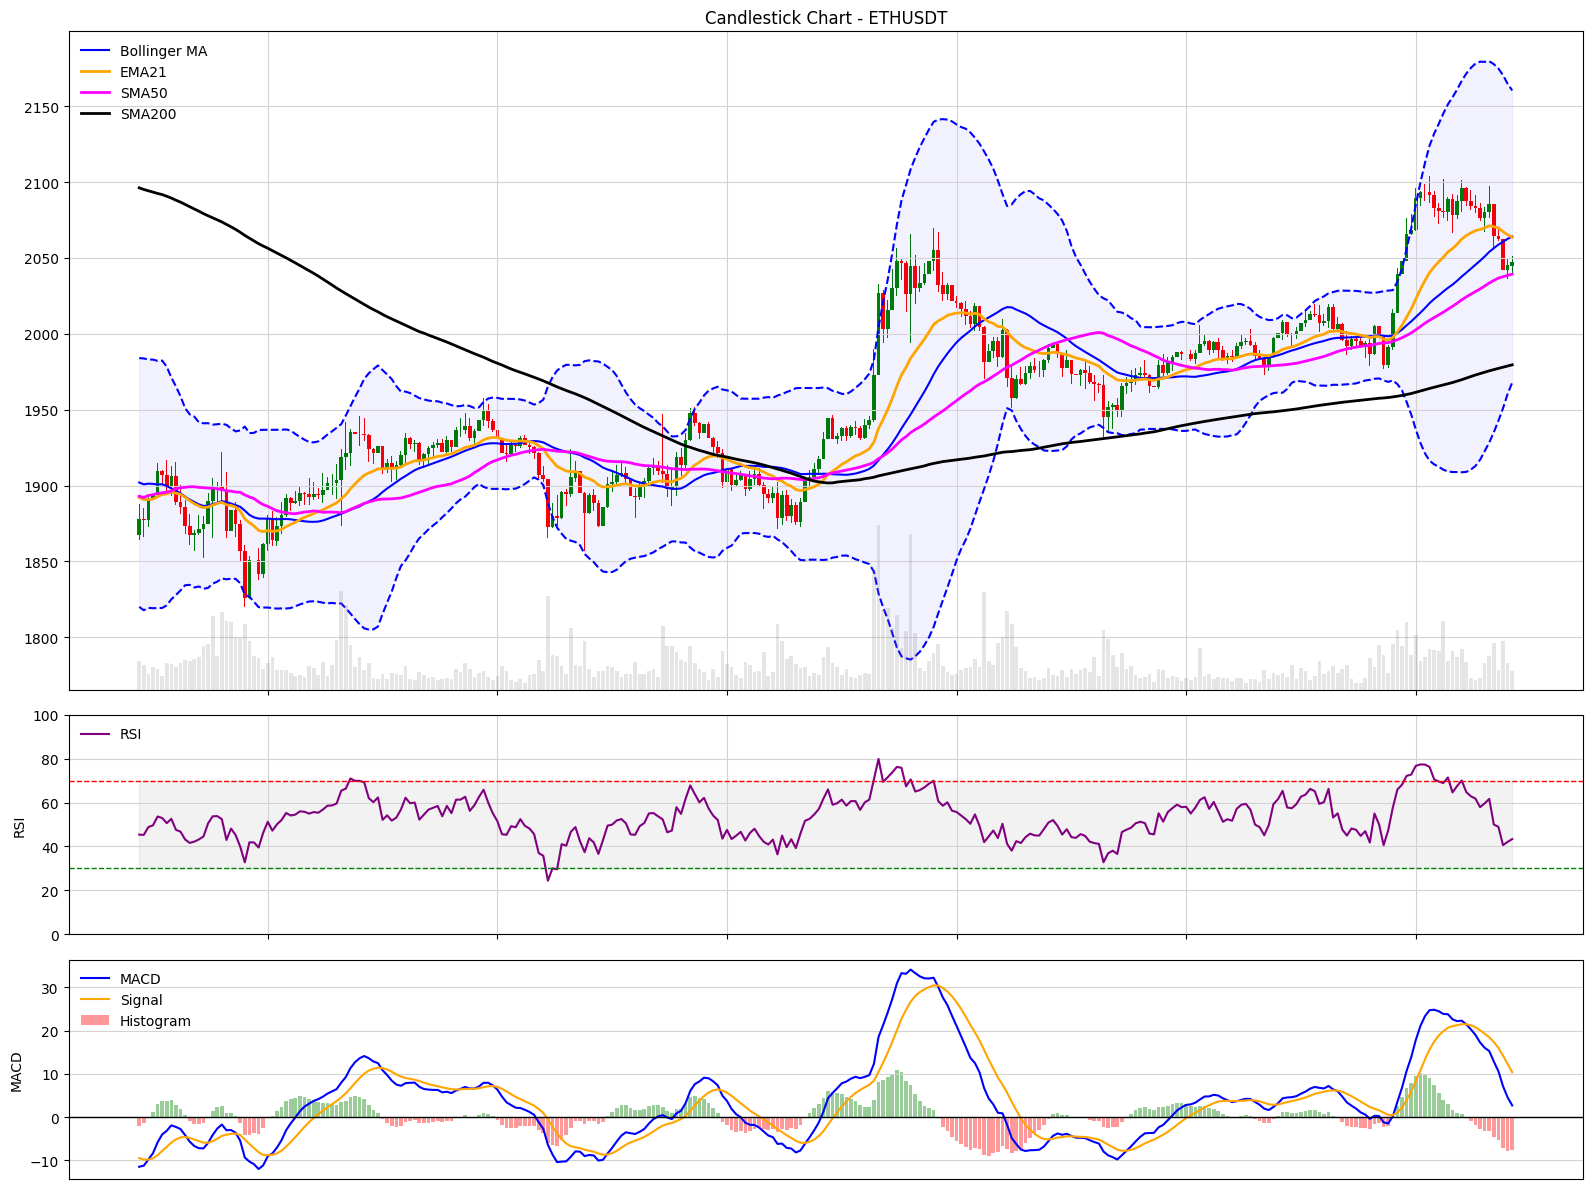 Candlestick Chart - ETHUSDT
Bollinger MA
EMA21
SMA50
SMA200
2150
2100
2050
2000
1950
1900
1850
1800
RSI
100
80
60
40
20
0
RSI
MACD
Signal
Histogram
30
20
10
0
−10
MACD